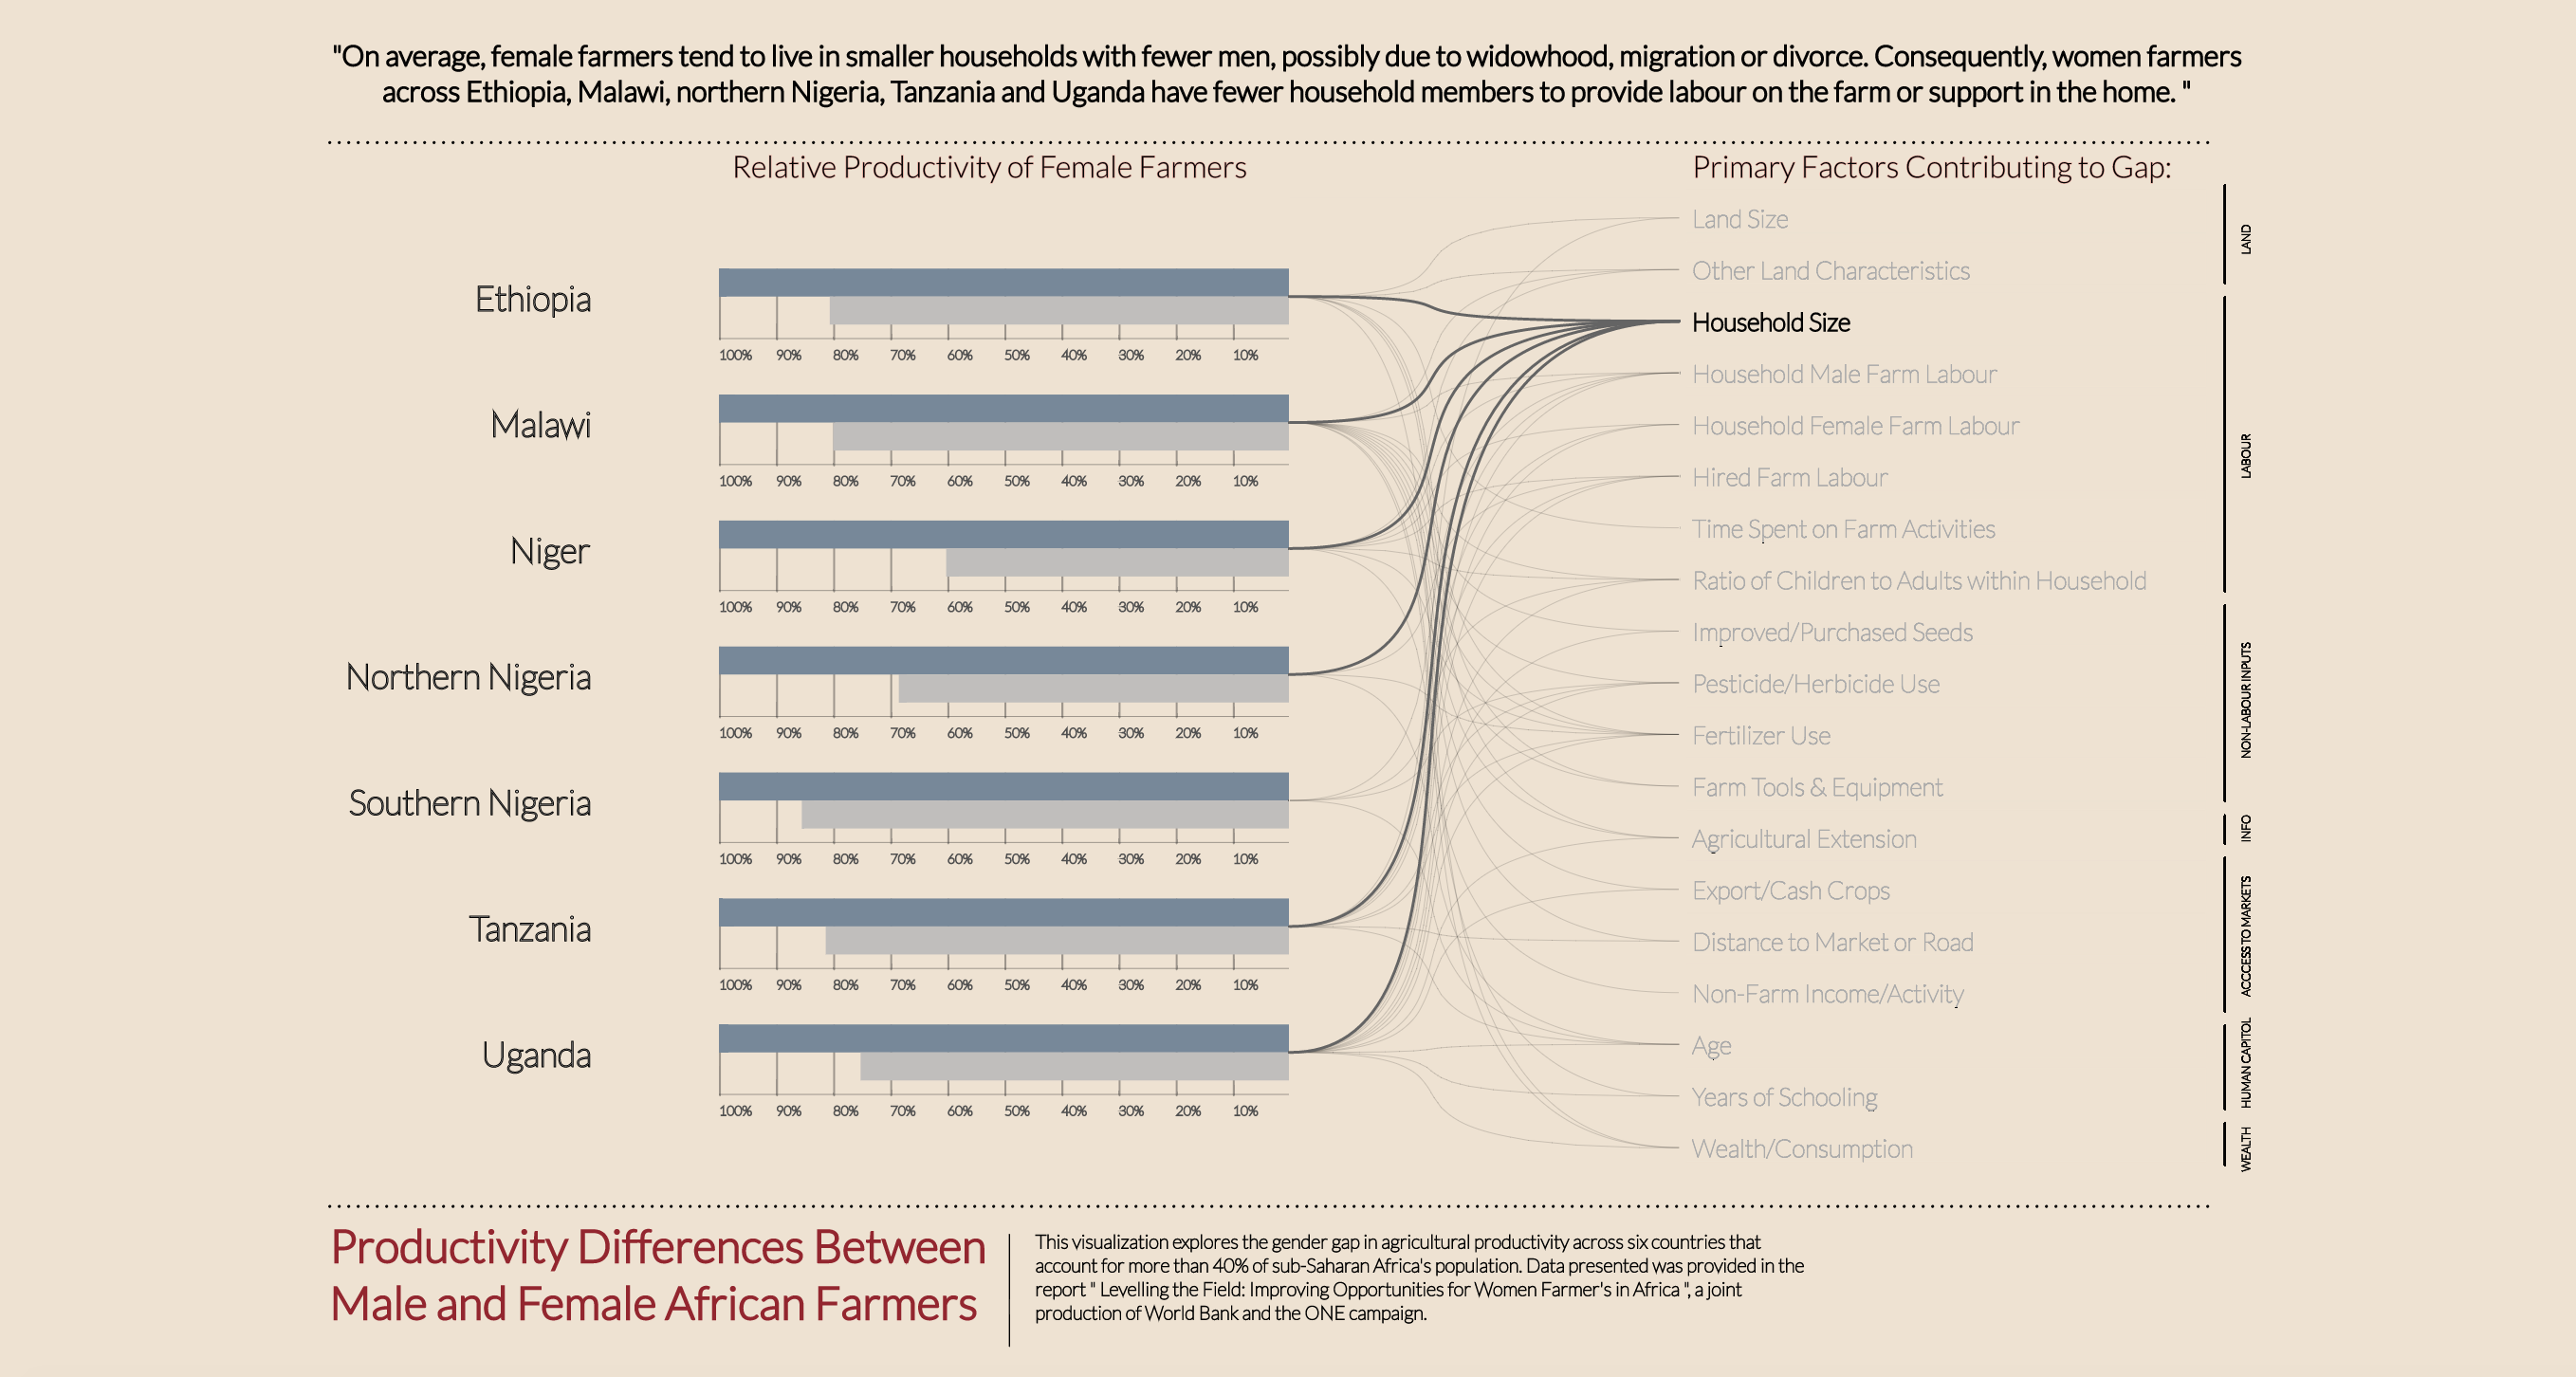 "On average, female farmers tend to live in smaller households with fewer men, possibly due to widowhood, migration or divorce. Consequently, women farmers
across Ethiopia, Malawi, northern Nigeria, Tanzania and Uganda have fewer household members to provide labour on the farm or support in the home. "
Relative Productivity of Female Farmers
Ethiopia
100% 90% 80% 70% 60% 50% 40% 30% 20% 10%
Malawi
100% 90% 80% 70% 60% 50% 40% 30% 20% 10%
Niger
100% 90% 80% 70% 60% 50% 40% 30% 20% 10%
Northern Nigeria
100% 90% 80% 70% 60% 50% 40% 30% 20% 10%
Southern Nigeria
100% 90% 80% 70% 60% 50% 40% 30% 20% 10%
Tanzania
100% 90% 80% 70% 60% 50% 40% 30% 20% 10%
Uganda
100% 90% 80% 70% 60% 50% 40% 30% 20% 10%
Primary Factors Contributing to Gap:
Land Size
Other Land Characteristics
Household Size
Household Male Farm Labour
Household Female Farm Labour
Hired Farm Labour
Time Spent on Farm Activities
Ratio of Children to Adults within Household
Improved/Purchased Seeds
Pesticide/Herbicide Use
Fertilizer Use
Farm Tools & Equipment
Agricultural Extension
Export/Cash Crops
Distance to Market or Road
Non-Farm Income/Activity
Age
Years of Schooling
Wealth/Consumption
LAND
LABOUR
NON-LABOUR INPUTS
INFO
ACCCESS TO MARKETS
HUMAN CAPITOL
WEALTH
Productivity Differences Between
Male and Female African Farmers
This visualization explores the gender gap in agricultural productivity across six countries that
account for more than 40% of sub-Saharan Africa's population. Data presented was provided in the
report " Levelling the Field: Improving Opportunities for Women Farmer's in Africa ", a joint
production of World Bank and the ONE campaign.